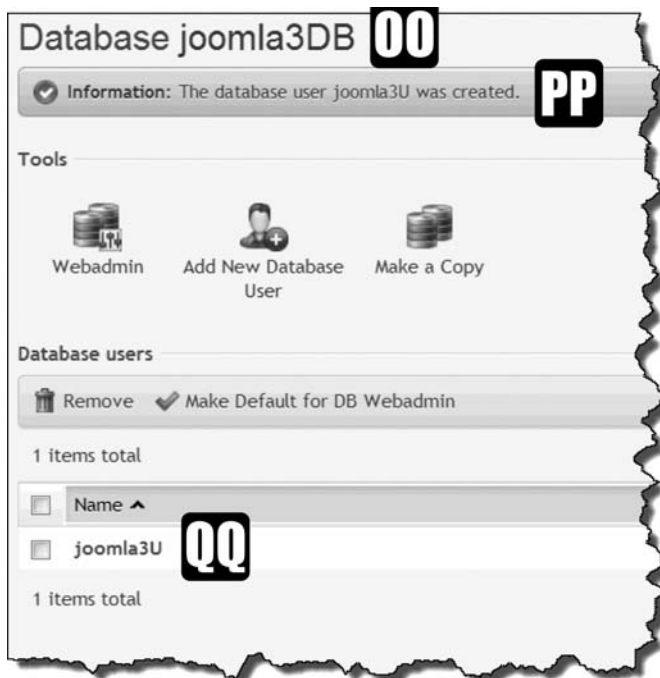 Database joomla3DB OO
Information: The database user joomla3U was created. PP
Tools
Webadmin
Add New Database
User
Make a Copy
Database users
Remove Make Default for DB Webadmin
1 items total
Name
joomla3U QQ
1 items total